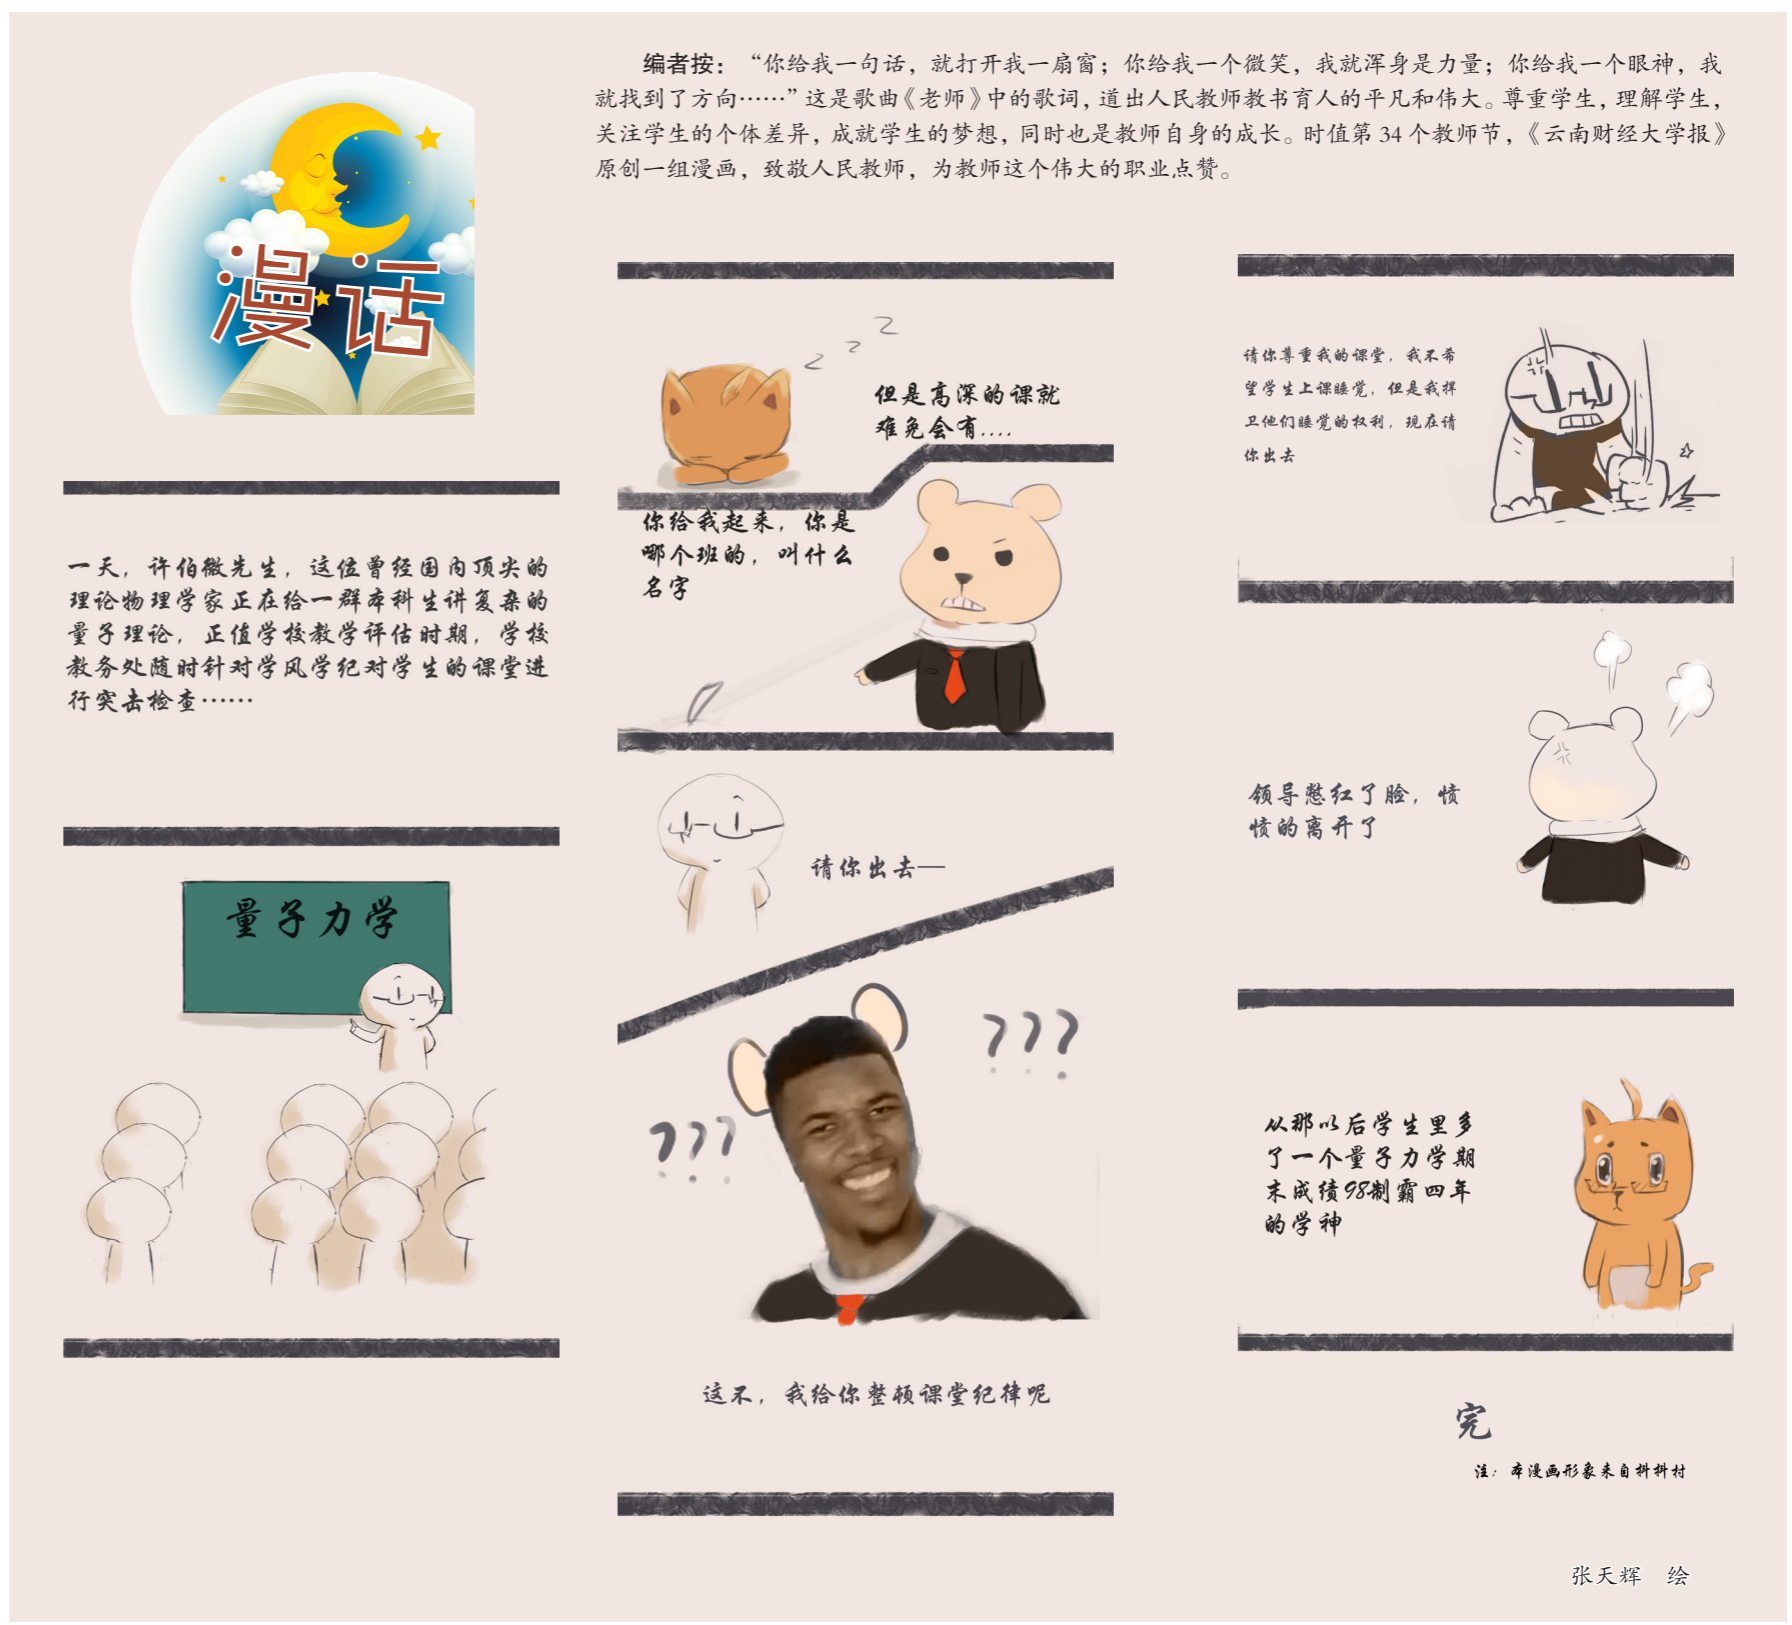 编者按：“你给我一句话，就打开我一扇窗；你给我一个微笑，我就浑身是力量；你给我一个眼神，我
就找到了方向……”这是歌曲《老师》中的歌词，道出人民教师教书育人的平凡和伟大。尊重学生，理解学生，
关注学生的个体差异，成就学生的梦想，同时也是教师自身的成长。时值第 34 个教师节，《云南财经大学报》
原创一组漫画，致敬人民教师，为教师这个伟大的职业点赞。
漫话
一天，许伯微先生，这位曾经国内顶尖的
理论物理学家正在给一群本科生讲复杂的
量子理论，正值学校教学评估时期，学校
教务处随时针对学风学纪对学生的课堂进
行突击检查……
量子力学
z z z
但是高深的课就
难免会有....
你给我起来，你是
哪个班的，叫什么
名字
请你出去——
???
???
这不，我给你整顿课堂纪律呢
请你尊重我的课堂，我不希
望学生上课睡觉，但是我捍
卫他们睡觉的权利，现在请
你出去
领导憋红了脸，愤
愤的离开了
从那以后学生里多
了一个量子力学期
末成绩98制霸四年
的学神
完
注：本漫画形象来自抖抖村
张天辉 绘